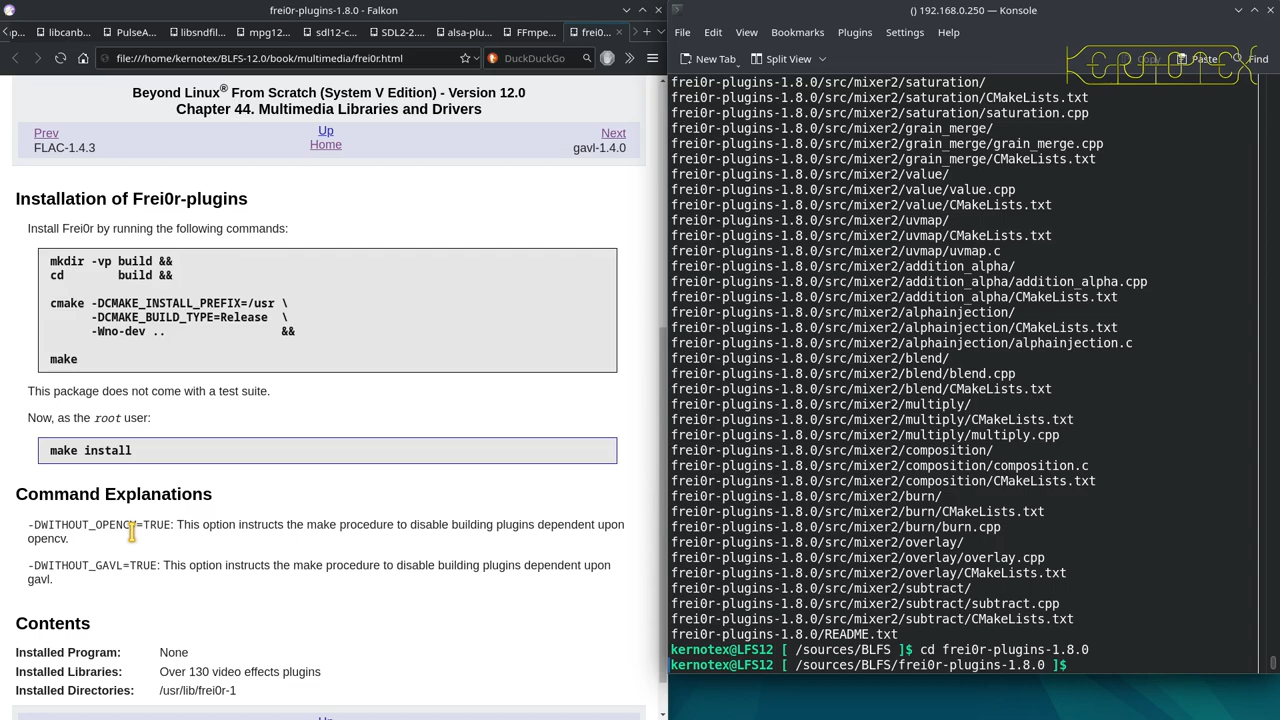 frei0r-plugins-1.8.0 - Falkon
() 192.168.0.250 — Konsole
libcanb...
PulseA...
libsndfil...
mpg12...
sdl12-c...
SDL2-2....
alsa-plu...
FFmpe...
frei0...
File
Edit
View
Bookmarks
Plugins
Settings
Help
file:///home/kernotex/BLFS-12.0/book/multimedia/frei0r.html
DuckDuckGo
New Tab
Split View
Copy
Paste
Find
Kernotex
Beyond Linux® From Scratch (System V Edition) - Version 12.0
Chapter 44. Multimedia Libraries and Drivers
Prev
Up
Next
FLAC-1.4.3
Home
gavl-1.4.0
Installation of Frei0r-plugins
Install Frei0r by running the following commands:
mkdir -vp build &&
cd       build &&
cmake -DCMAKE_INSTALL_PREFIX=/usr \
-DCMAKE_BUILD_TYPE=Release  \
-Wno-dev ..              &&
make
This package does not come with a test suite.
Now, as the root user:
make install
Command Explanations
-DWITHOUT_OPENCV=TRUE: This option instructs the make procedure to disable building plugins dependent upon
opencv.
-DWITHOUT_GAVL=TRUE: This option instructs the make procedure to disable building plugins dependent upon
gavl.
Contents
Installed Program: None
Installed Libraries: Over 130 video effects plugins
Installed Directories: /usr/lib/frei0r-1
Up
frei0r-plugins-1.8.0/src/mixer2/saturation/
frei0r-plugins-1.8.0/src/mixer2/saturation/CMakeLists.txt
frei0r-plugins-1.8.0/src/mixer2/saturation/saturation.cpp
frei0r-plugins-1.8.0/src/mixer2/grain_merge/
frei0r-plugins-1.8.0/src/mixer2/grain_merge/grain_merge.cpp
frei0r-plugins-1.8.0/src/mixer2/grain_merge/CMakeLists.txt
frei0r-plugins-1.8.0/src/mixer2/value/
frei0r-plugins-1.8.0/src/mixer2/value/value.cpp
frei0r-plugins-1.8.0/src/mixer2/value/CMakeLists.txt
frei0r-plugins-1.8.0/src/mixer2/uvmap/
frei0r-plugins-1.8.0/src/mixer2/uvmap/CMakeLists.txt
frei0r-plugins-1.8.0/src/mixer2/uvmap/uvmap.c
frei0r-plugins-1.8.0/src/mixer2/addition_alpha/
frei0r-plugins-1.8.0/src/mixer2/addition_alpha/addition_alpha.cpp
frei0r-plugins-1.8.0/src/mixer2/addition_alpha/CMakeLists.txt
frei0r-plugins-1.8.0/src/mixer2/alphainjection/
frei0r-plugins-1.8.0/src/mixer2/alphainjection/CMakeLists.txt
frei0r-plugins-1.8.0/src/mixer2/alphainjection/alphainjection.c
frei0r-plugins-1.8.0/src/mixer2/blend/
frei0r-plugins-1.8.0/src/mixer2/blend/blend.cpp
frei0r-plugins-1.8.0/src/mixer2/blend/CMakeLists.txt
frei0r-plugins-1.8.0/src/mixer2/multiply/
frei0r-plugins-1.8.0/src/mixer2/multiply/CMakeLists.txt
frei0r-plugins-1.8.0/src/mixer2/multiply/multiply.cpp
frei0r-plugins-1.8.0/src/mixer2/composition/
frei0r-plugins-1.8.0/src/mixer2/composition/composition.c
frei0r-plugins-1.8.0/src/mixer2/composition/CMakeLists.txt
frei0r-plugins-1.8.0/src/mixer2/burn/
frei0r-plugins-1.8.0/src/mixer2/burn/CMakeLists.txt
frei0r-plugins-1.8.0/src/mixer2/burn/burn.cpp
frei0r-plugins-1.8.0/src/mixer2/overlay/
frei0r-plugins-1.8.0/src/mixer2/overlay/overlay.cpp
frei0r-plugins-1.8.0/src/mixer2/overlay/CMakeLists.txt
frei0r-plugins-1.8.0/src/mixer2/subtract/
frei0r-plugins-1.8.0/src/mixer2/subtract/subtract.cpp
frei0r-plugins-1.8.0/src/mixer2/subtract/CMakeLists.txt
frei0r-plugins-1.8.0/README.txt
kernotex@LFS12 [ /sources/BLFS ]$ cd frei0r-plugins-1.8.0
kernotex@LFS12 [ /sources/BLFS/frei0r-plugins-1.8.0 ]$